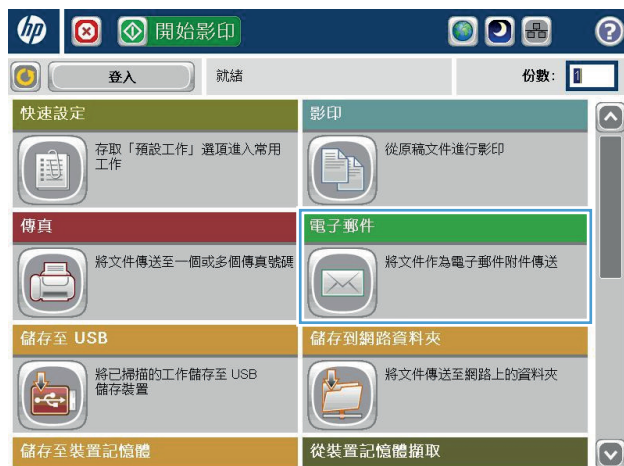 hp
開始影印
?
登入
就緒
份數: 1
快速設定
存取「預設工作」選項進入常用
工作
影印
從原稿文件進行影印
傳真
將文件傳送至一個或多個傳真號碼
電子郵件
將文件作為電子郵件附件傳送
儲存至 USB
將已掃描的工作儲存至 USB
儲存裝置
儲存到網路資料夾
將文件傳送至網路上的資料夾
儲存至裝置記憶體
從裝置記憶體擷取